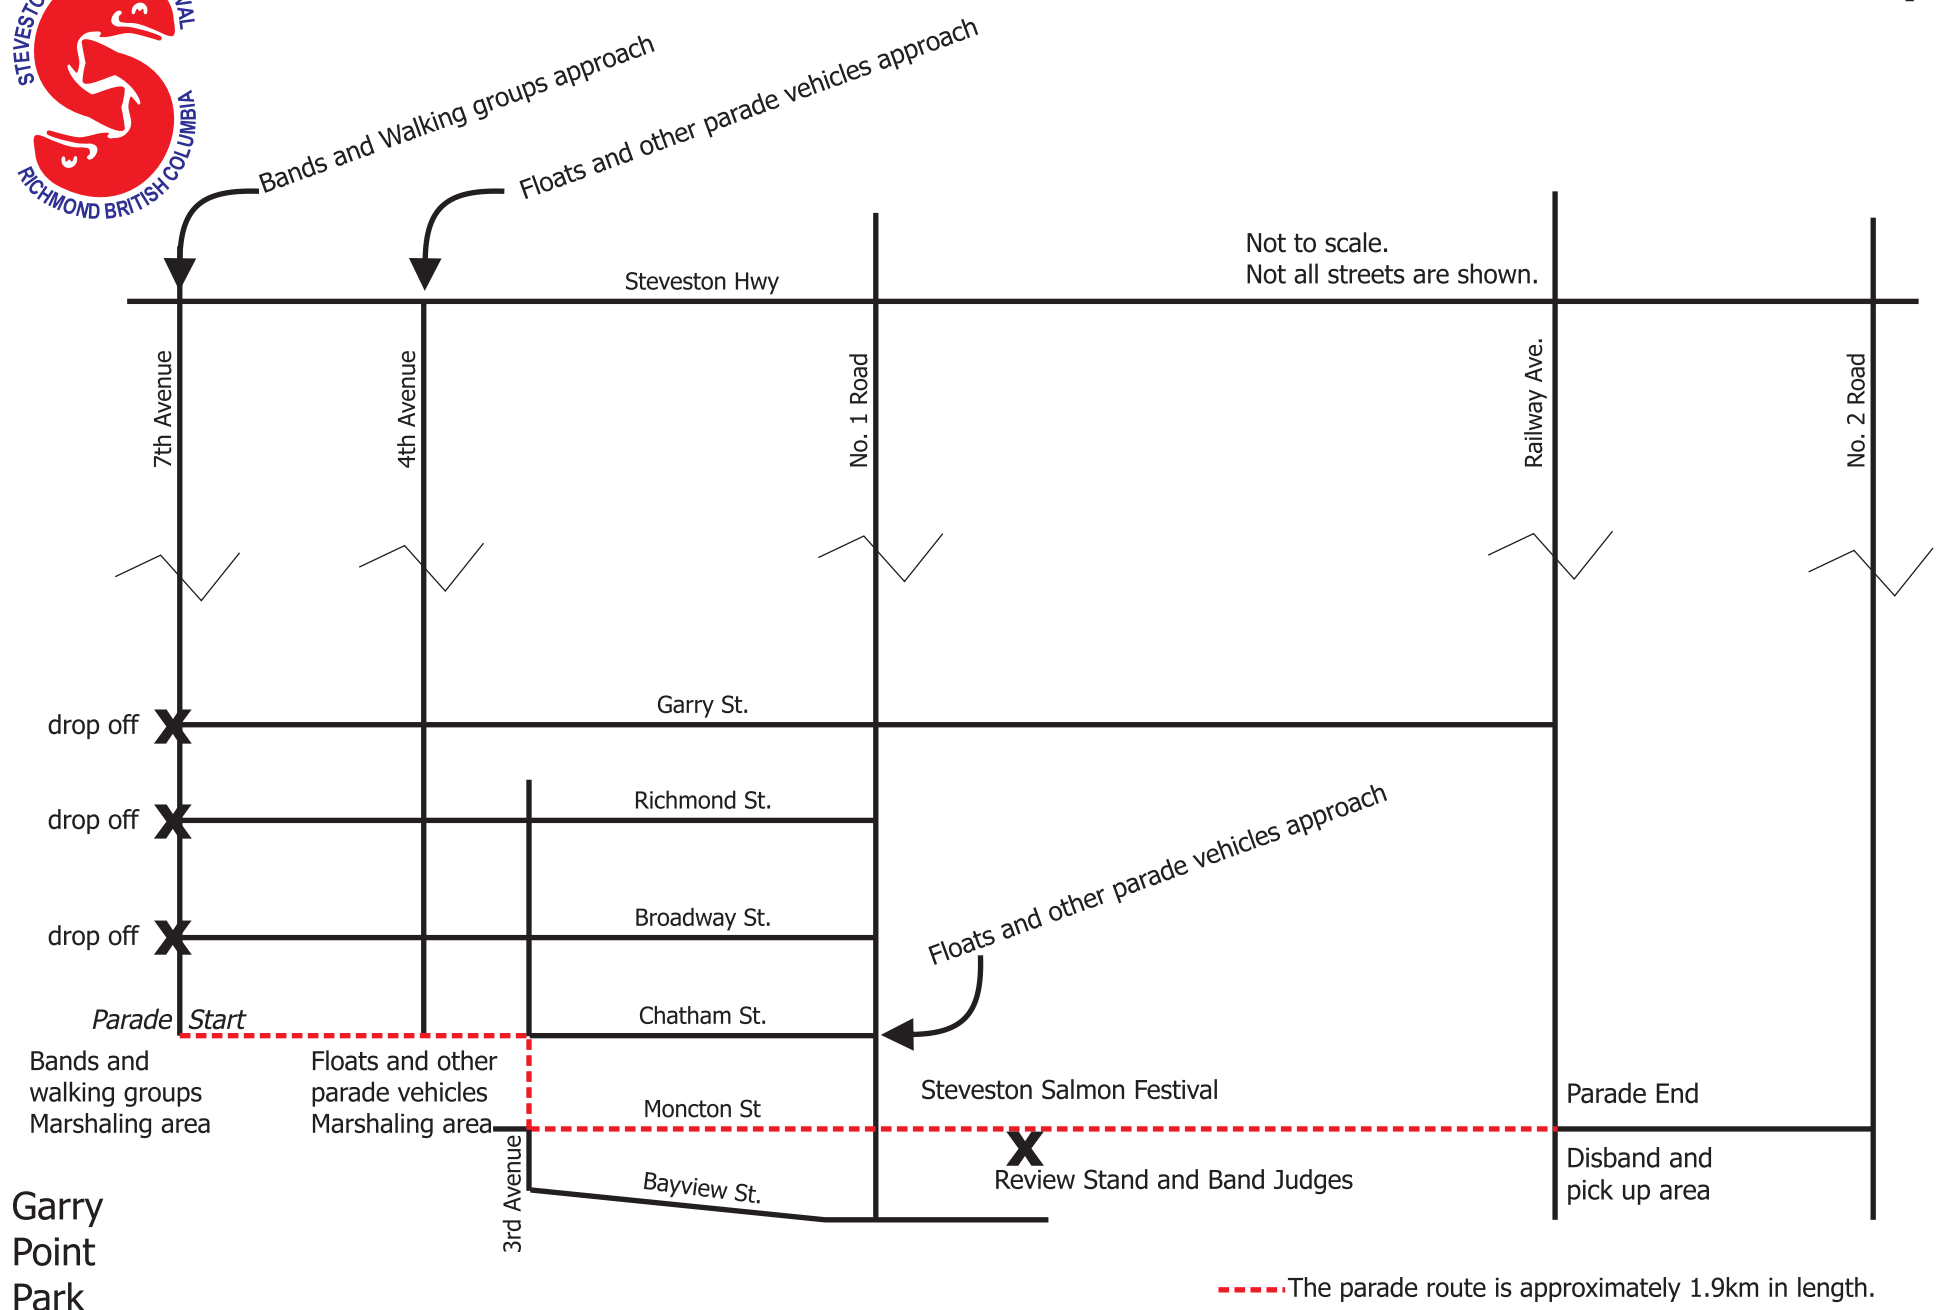 STEVESTON
RICHMOND BRITISH COLUMBIA
Bands and Walking groups approach
Floats and other parade vehicles approach
Not to scale.
Not all streets are shown.
Steveston Hwy
7th Avenue
4th Avenue
No. 1 Road
Railway Ave.
No. 2 Road
Garry St.
drop off X
Richmond St.
drop off X
Floats and other parade vehicles approach
Broadway St.
drop off X
Parade Start
Chatham St.
Bands and
walking groups
Marshaling area
Floats and other
parade vehicles
Marshaling area
Steveston Salmon Festival
Parade End
Moncton St
X
Review Stand and Band Judges
Disband and
pick up area
3rd Avenue
Bayview St.
Garry
Point
Park
The parade route is approximately 1.9km in length.